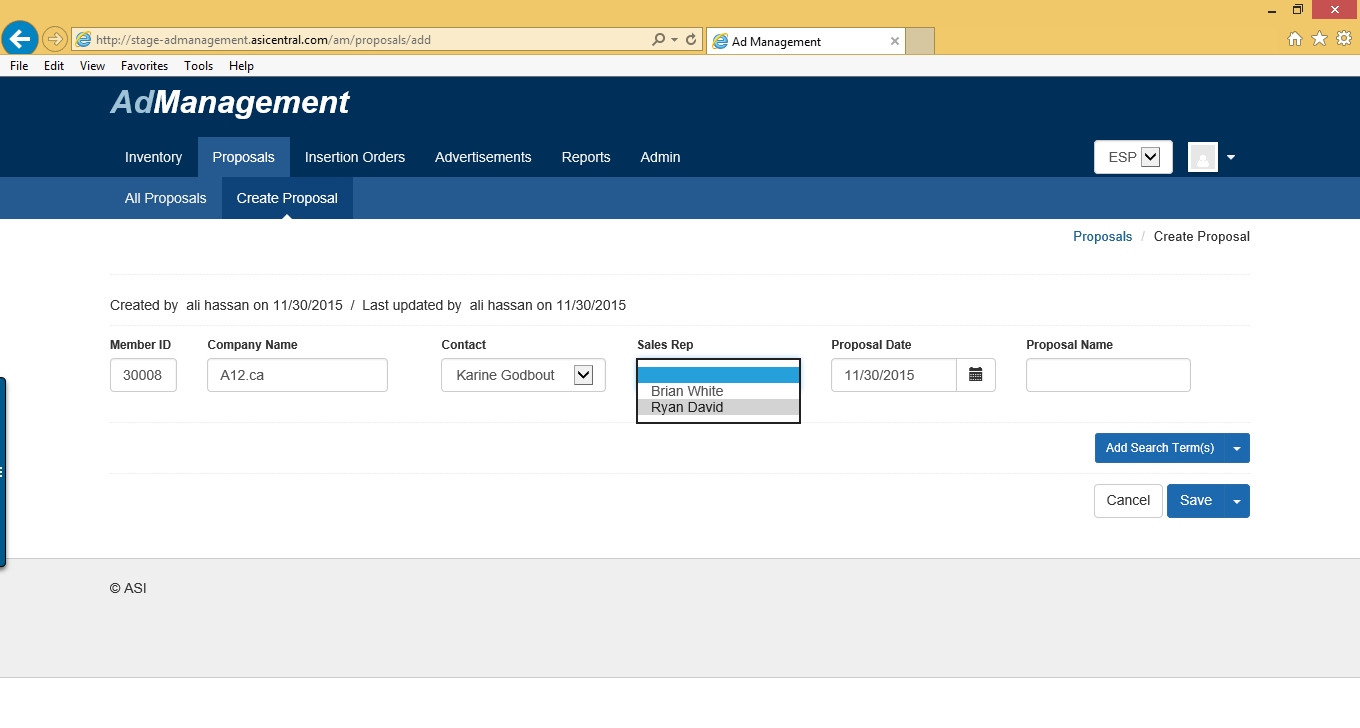 http://stage-admanagement.asicentral.com/am/proposals/add
Ad Management
File Edit View Favorites Tools Help
AdManagement
Inventory Proposals Insertion Orders Advertisements Reports Admin ESP
All Proposals Create Proposal
Proposals / Create Proposal
Created by ali hassan on 11/30/2015 / Last updated by ali hassan on 11/30/2015
Member ID Company Name Contact Sales Rep Proposal Date Proposal Name
30008 A12.ca Karine Godbout 11/30/2015
Brian White
Ryan David
Add Search Term(s)
Cancel Save
© ASI